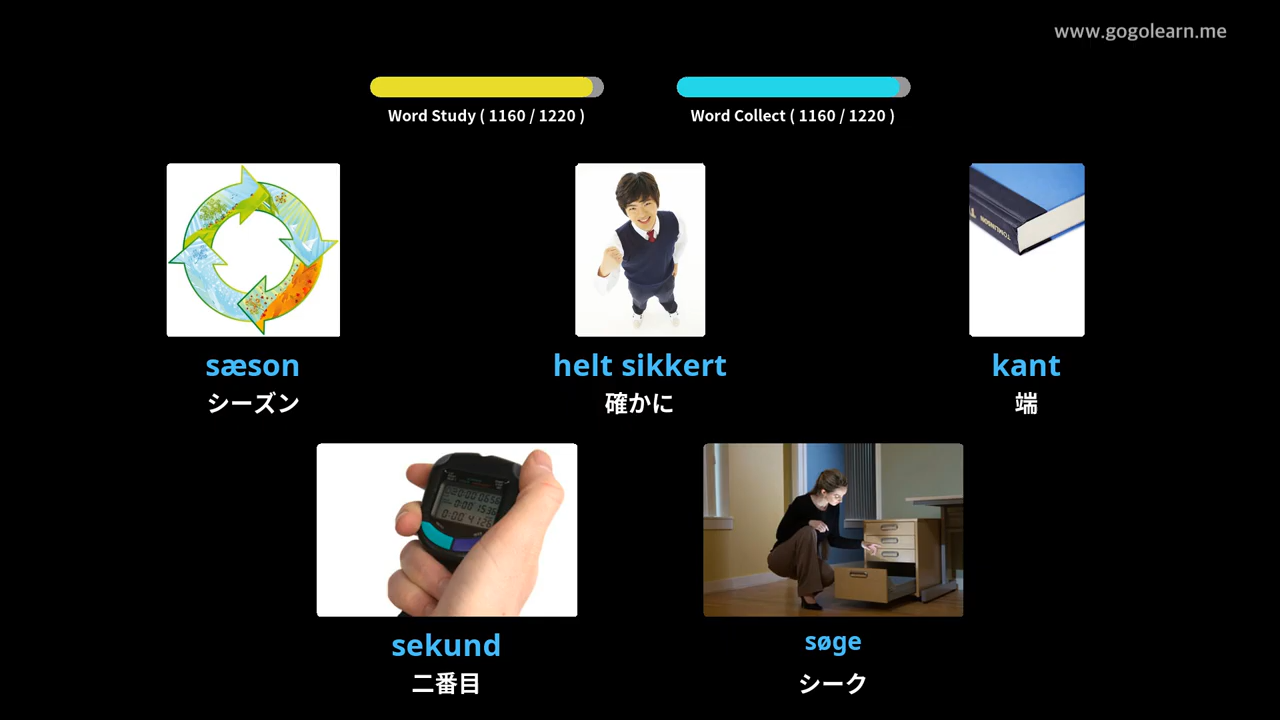 www.gogolearn.me
Word Study ( 1160 / 1220 )
Word Collect ( 1160 / 1220 )
TOMLINSON
sæson
シーズン
helt sikkert
確かに
kant
端
sekund
二番目
søge
シーク